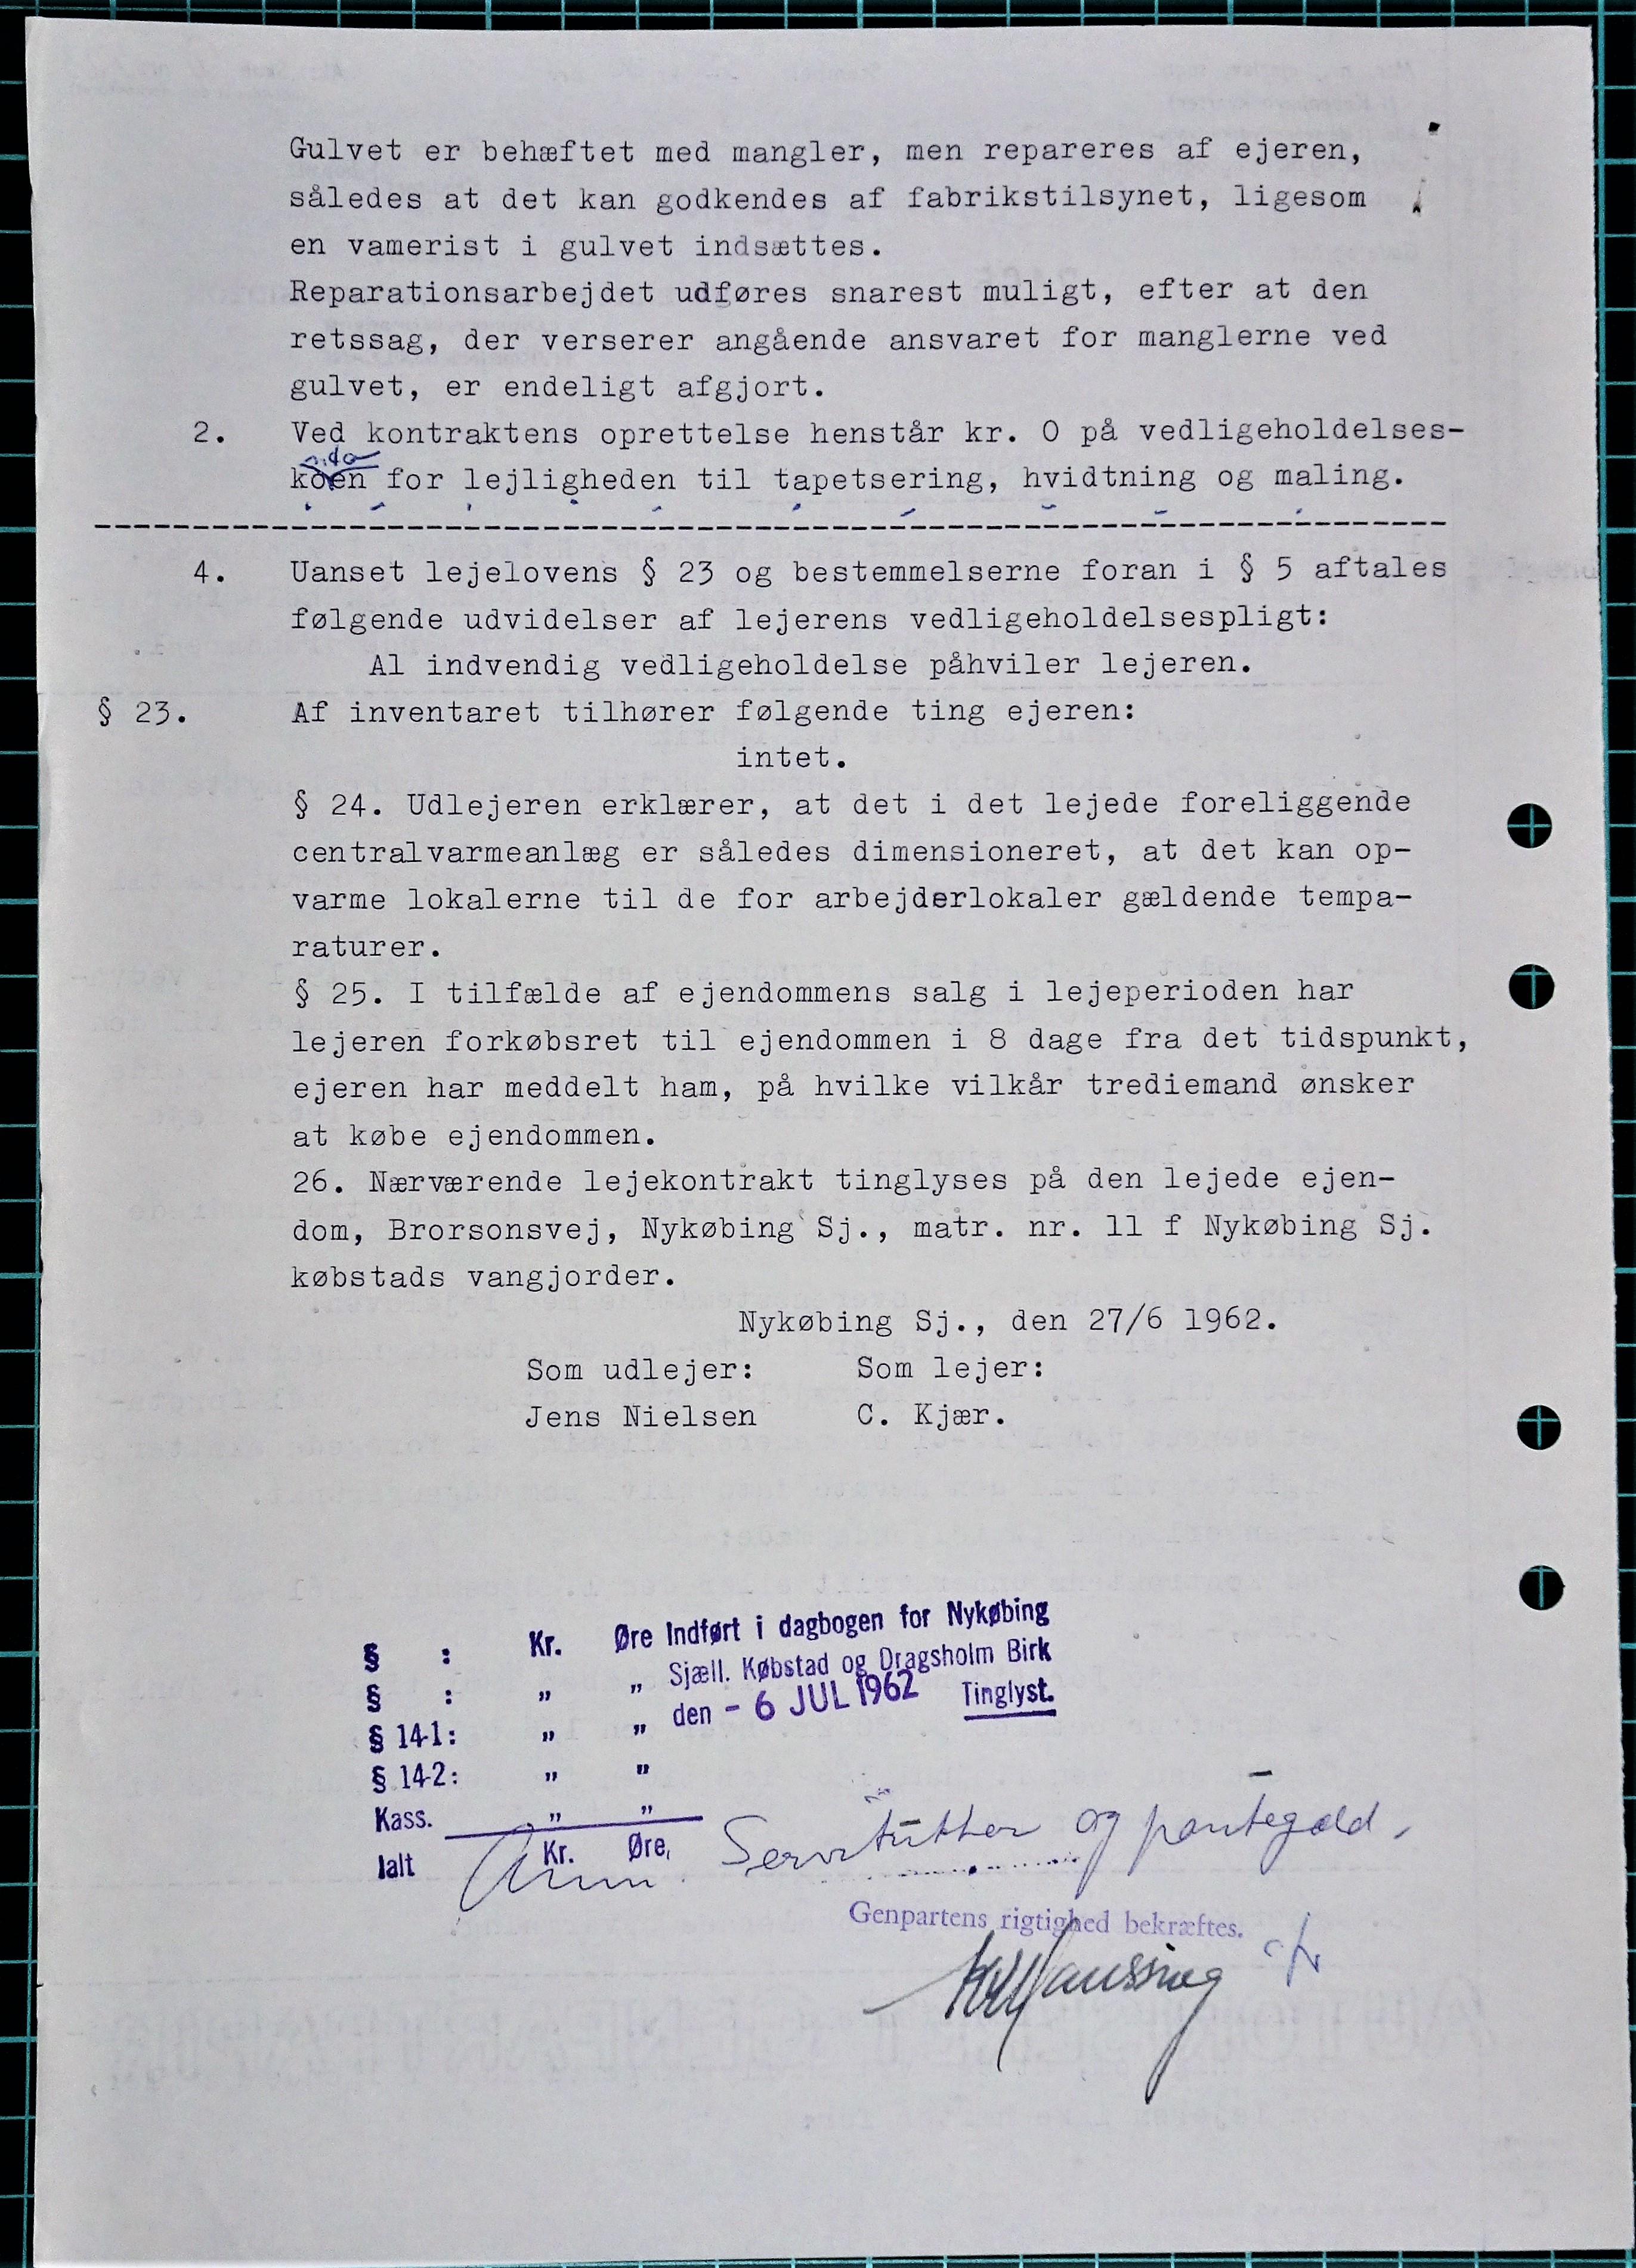 Gulvet er behæftet med mangler, men repareres af ejeren,
således at det kan godkendes af fabrikstilsynet, ligesom
en vamerist i gulvet indsættes.
Reparationsarbejdet udføres snarest muligt, efter at den
retssag, der verserer angående ansvaret for manglerne ved
gulvet, er endeligt afgjort.
2. Ved kontraktens oprettelse henstår kr. 0 på vedligeholdelses-
koen for lejligheden til tapetsering, hvidtning og maling.
4. Uanset lejelovens § 23 og bestemmelserne foran i § 5 aftales
følgende udvidelser af lejerens vedligeholdelsespligt:
Al indvendig vedligeholdelse påhviler lejeren.
§ 23. Af inventaret tilhører følgende ting ejeren:
intet.
§ 24. Udlejeren erklærer, at det i det lejede foreliggende
centralvarmeanlæg er således dimensioneret, at det kan op-
varme lokalerne til de for arbejderlokaler gældende tempa-
raturer.
§ 25. I tilfælde af ejendommens salg i lejeperioden har
lejeren forkøbsret til ejendommen i 8 dage fra det tidspunkt,
ejeren har meddelt ham, på hvilke vilkår trediemand ønsker
at købe ejendommen.
26. Nærværende lejekontrakt tinglyses på den lejede ejen-
dom, Brorsonsvej, Nykøbing Sj., matr. nr. 11 f Nykøbing Sj.
købstads vangjorder.
Nykøbing Sj., den 27/6 1962.
Som udlejer: Som lejer:
Jens Nielsen C. Kjær.
§ : Kr. Øre Indført i dagbogen for Nykøbing
§ : " " Sjæll. Købstad og Dragsholm Birk
§ 14-1: " " den - 6 JUL 1962 Tinglyst.
§ 14-2: " "
Kass. " "
Ialt Kr. Øre,
Anm. Servitutter og pantegæld.
Genpartens rigtighed bekræftes.